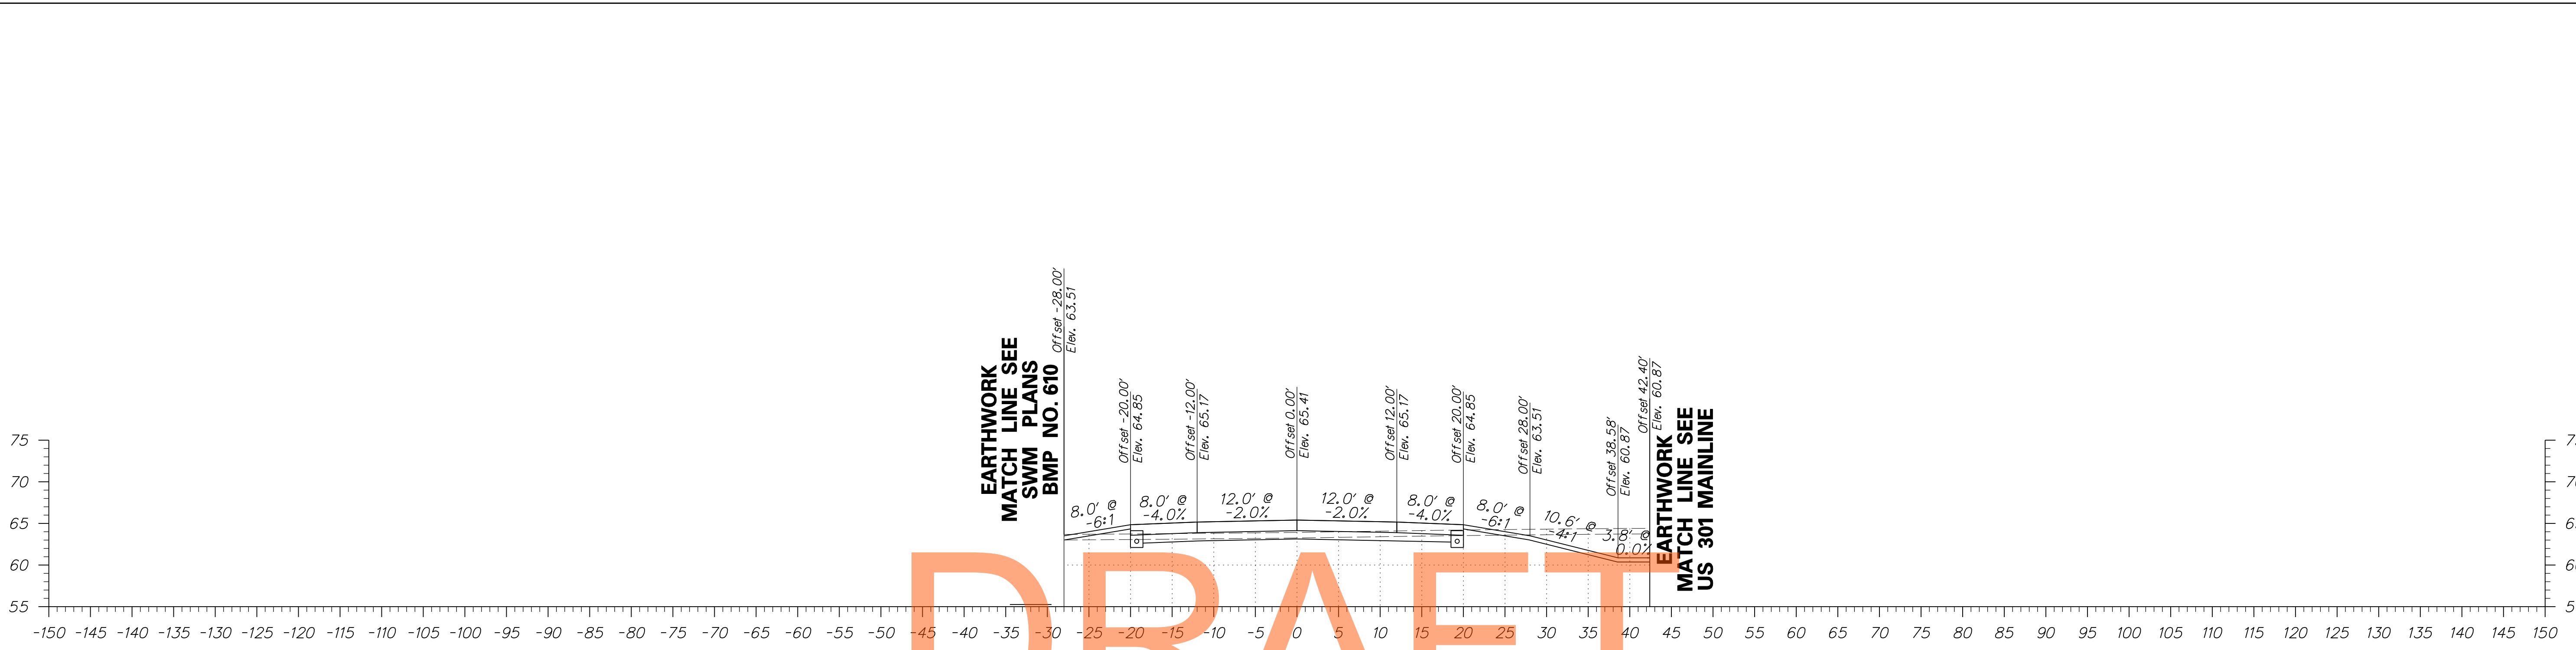 EARTHWORK
MATCH LINE SEE
SWM PLANS
BMP NO. 610
Offset -28.00'
Elev. 63.51
Offset -20.00'
Elev. 64.85
Offset -12.00'
Elev. 65.17
Offset 0.00'
Elev. 65.41
Offset 12.00'
Elev. 65.17
Offset 20.00'
Elev. 64.85
Offset 28.00'
Elev. 63.51
Offset 38.58'
Elev. 60.87
Offset 42.40'
Elev. 60.87
EARTHWORK
MATCH LINE SEE
US 301 MAINLINE
8.0' @
-6:1
8.0' @
-4.0%
12.0' @
-2.0%
12.0' @
-2.0%
8.0' @
-4.0%
8.0' @
-6:1
10.6' @
-4:1
3.8' @
0.0%
75
70
65
60
55
DRAFT
-150 -145 -140 -135 -130 -125 -120 -115 -110 -105 -100 -95 -90 -85 -80 -75 -70 -65 -60 -55 -50 -45 -40 -35 -30 -25 -20 -15 -10 -5 0 5 10 15 20 25 30 35 40 45 50 55 60 65 70 75 80 85 90 95 100 105 110 115 120 125 130 135 140 145 150